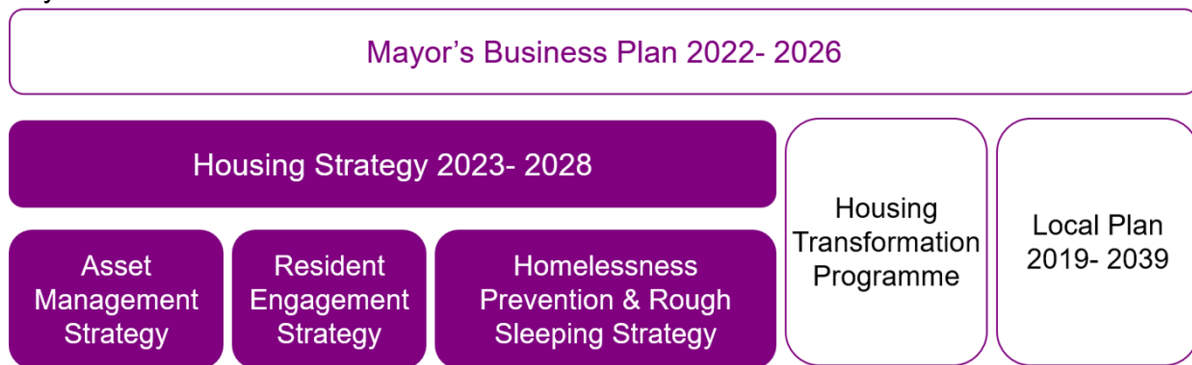 Mayor's Business Plan 2022- 2026
Housing Strategy 2023- 2028
Housing
Transformation
Programme
Local Plan
2019- 2039
Asset
Management
Strategy
Resident
Engagement
Strategy
Homelessness
Prevention & Rough
Sleeping Strategy